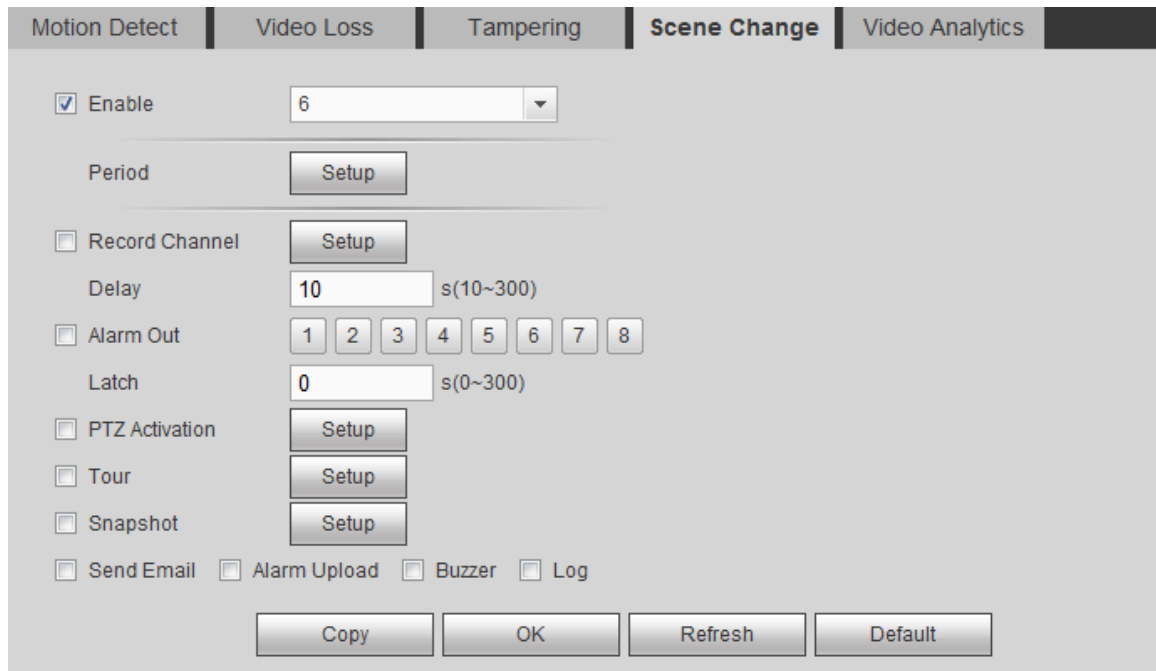 Motion Detect Video Loss Tampering Scene Change Video Analytics
Enable 6
Period Setup
Record Channel Setup
Delay 10 s(10~300)
Alarm Out 1 2 3 4 5 6 7 8
Latch 0 s(0~300)
PTZ Activation Setup
Tour Setup
Snapshot Setup
Send Email Alarm Upload Buzzer Log
Copy OK Refresh Default